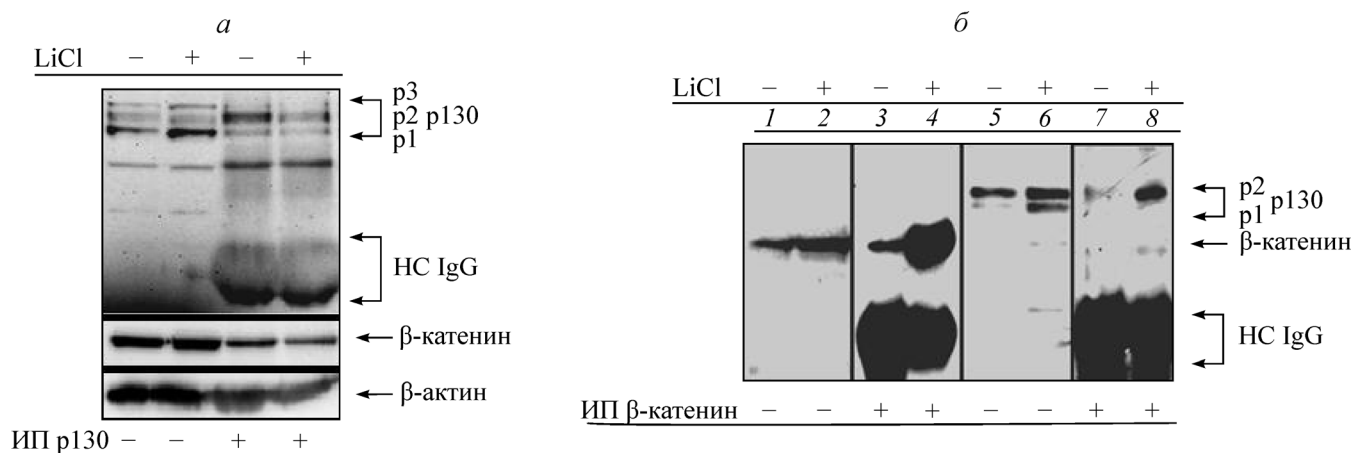 а
LiCl – + – +
p3
p2 p130
p1
HC IgG
β-катенин
β-актин
ИП p130 – – + +
б
LiCl – + – + – + – +
1 2 3 4 5 6 7 8
p2
p130
p1
β-катенин
HC IgG
ИП β-катенин – – + + – – + +